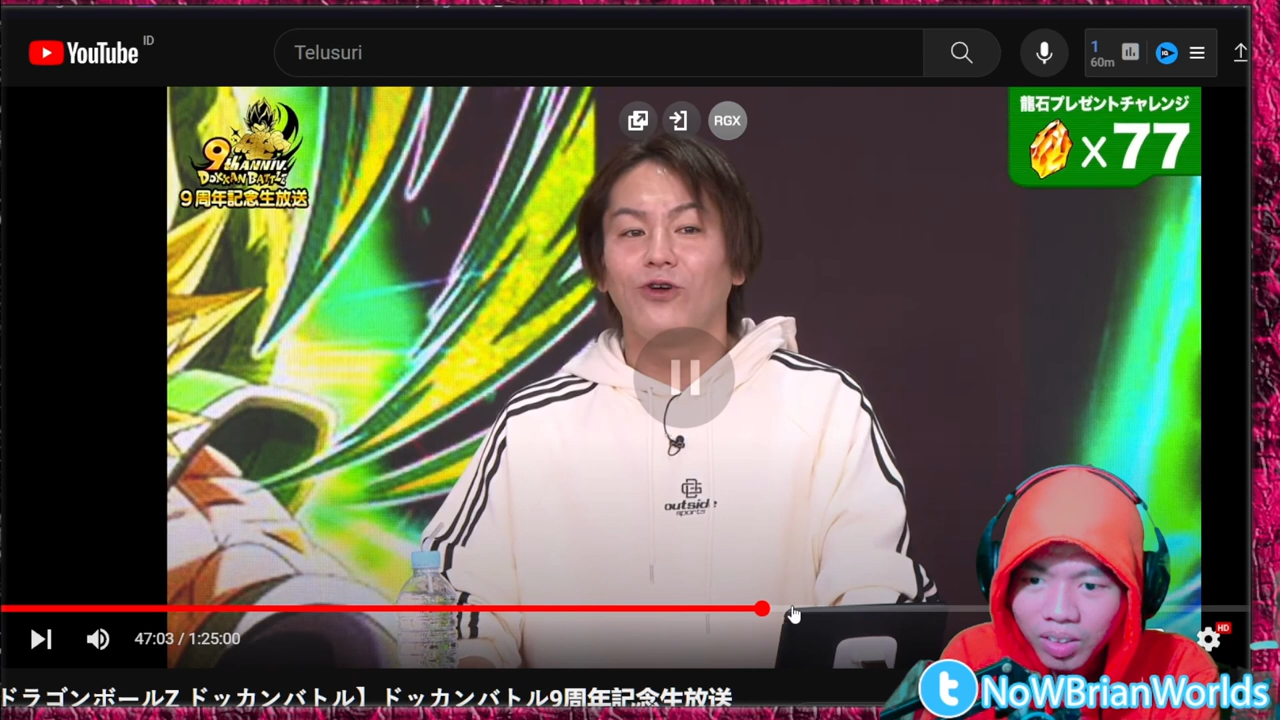 YouTube ID
Telusuri
1
60m
RGX
9thANNIV.
DOKKAN BATTLE
9周年記念生放送
龍石プレゼントチャレンジ
x77
outside
sports
47:03 / 1:25:00
HD
ドラゴンボールZ ドッカンバトル】ドッカンバトル9周年記念生放送
NoWBrianWorlds